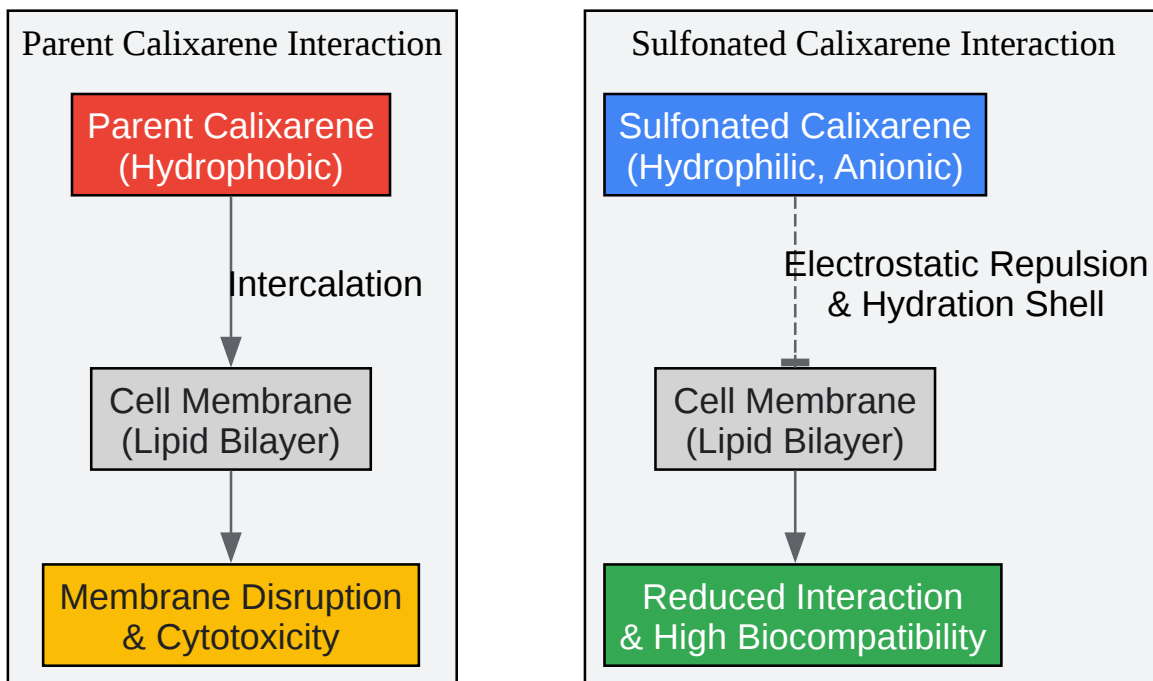 Parent Calixarene Interaction
Parent Calixarene
(Hydrophobic)
Intercalation
Cell Membrane
(Lipid Bilayer)
Membrane Disruption
& Cytotoxicity
Sulfonated Calixarene Interaction
Sulfonated Calixarene
(Hydrophilic, Anionic)
Electrostatic Repulsion
& Hydration Shell
Cell Membrane
(Lipid Bilayer)
Reduced Interaction
& High Biocompatibility